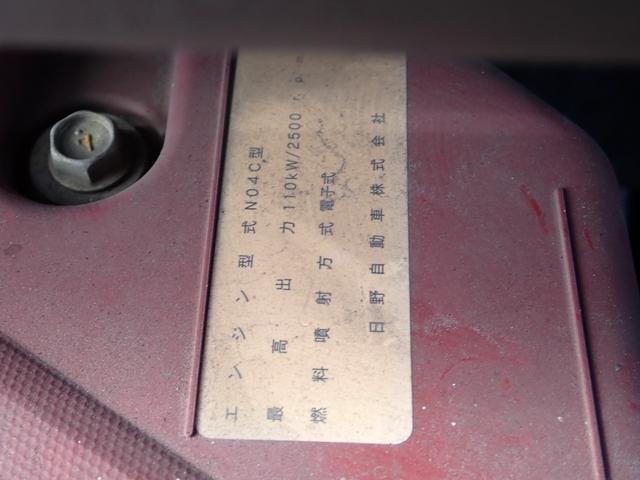 エンジン型式 N04C型
最高出力 110kW/2500 r.p.m
燃料噴射方式 電子式
日野自動車株式会社